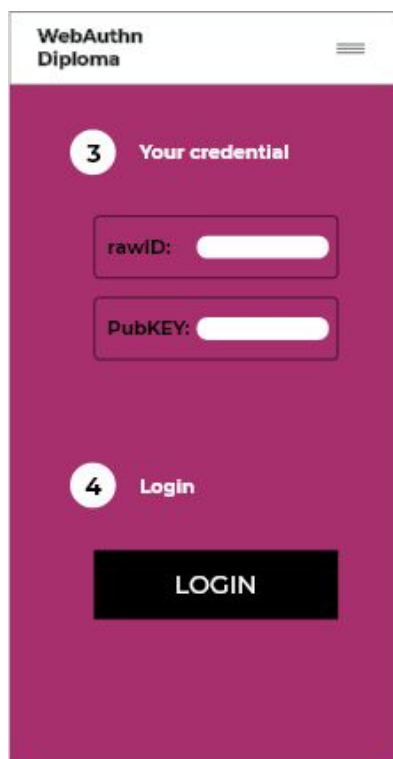 WebAuthn
Diploma
3 Your credential
rawID:
PubKEY:
4 Login
LOGIN